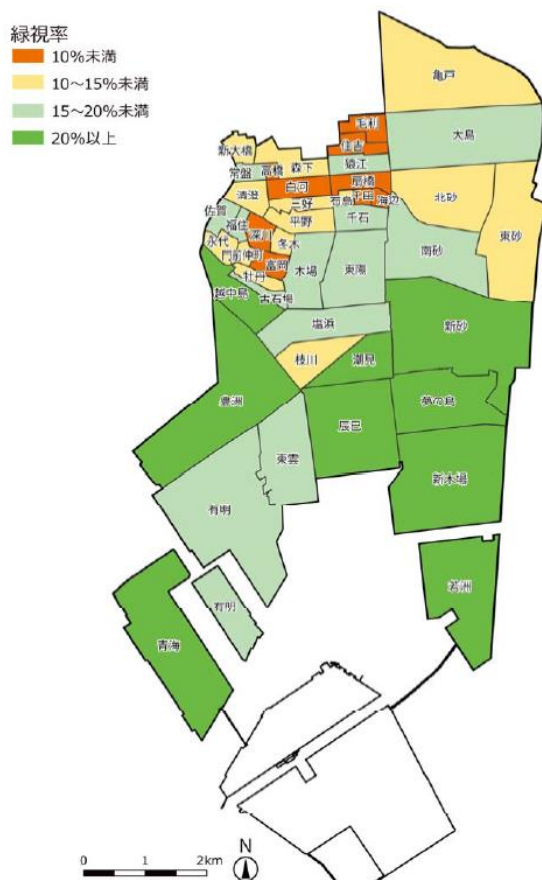 緑視率
10%未満
10～15%未満
15～20%未満
20%以上
亀戸
毛利
大島
住吉
新大橋
森下
高橋
猿江
常盤
白河
扇橋
清澄
三好
石島
千田
海辺
北砂
東砂
佐賀
福住
深川
平野
千石
永代
門前仲町
冬木
富岡
木場
東陽
南砂
牡丹
越中島
古石場
塩浜
新砂
枝川
潮見
豊洲
辰巳
夢の島
東雲
新木場
有明
有明
若洲
青海
0 1 2km
N